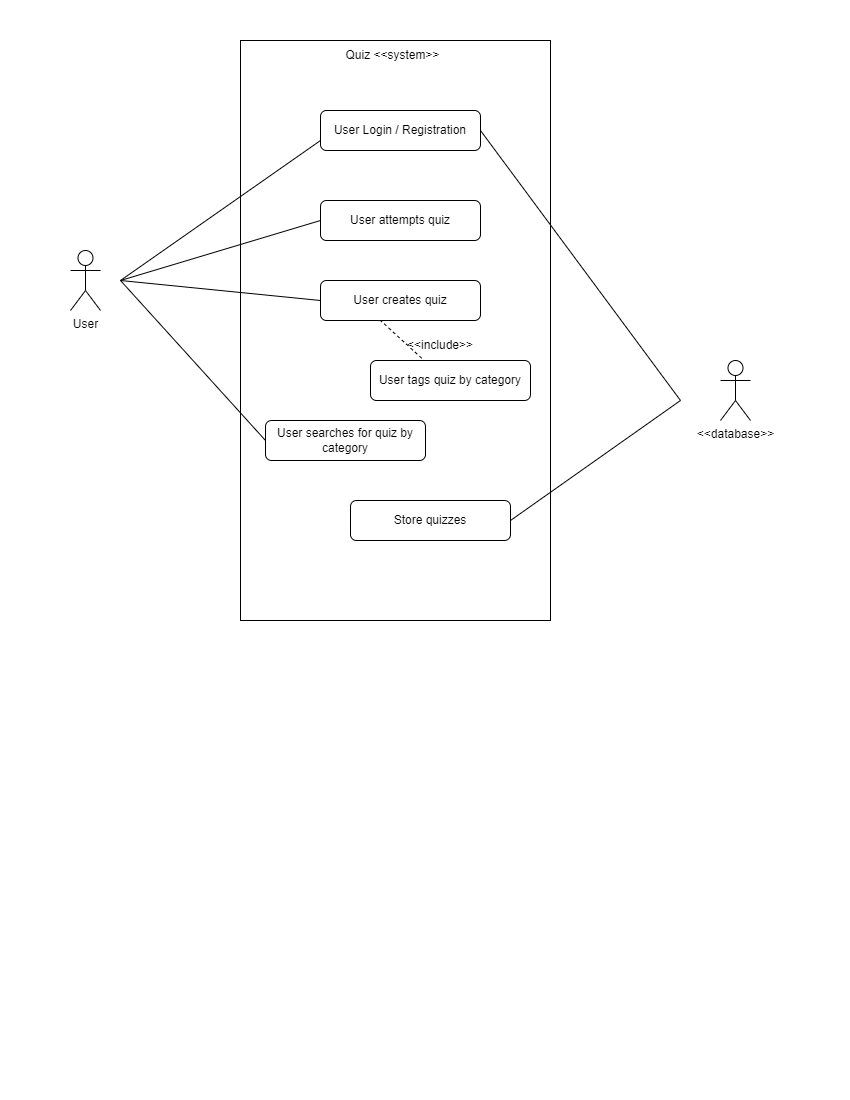 Quiz <<system>>
User Login / Registration
User attempts quiz
User
User creates quiz
<<include>>
User tags quiz by category
User searches for quiz by
category
<<database>>
Store quizzes